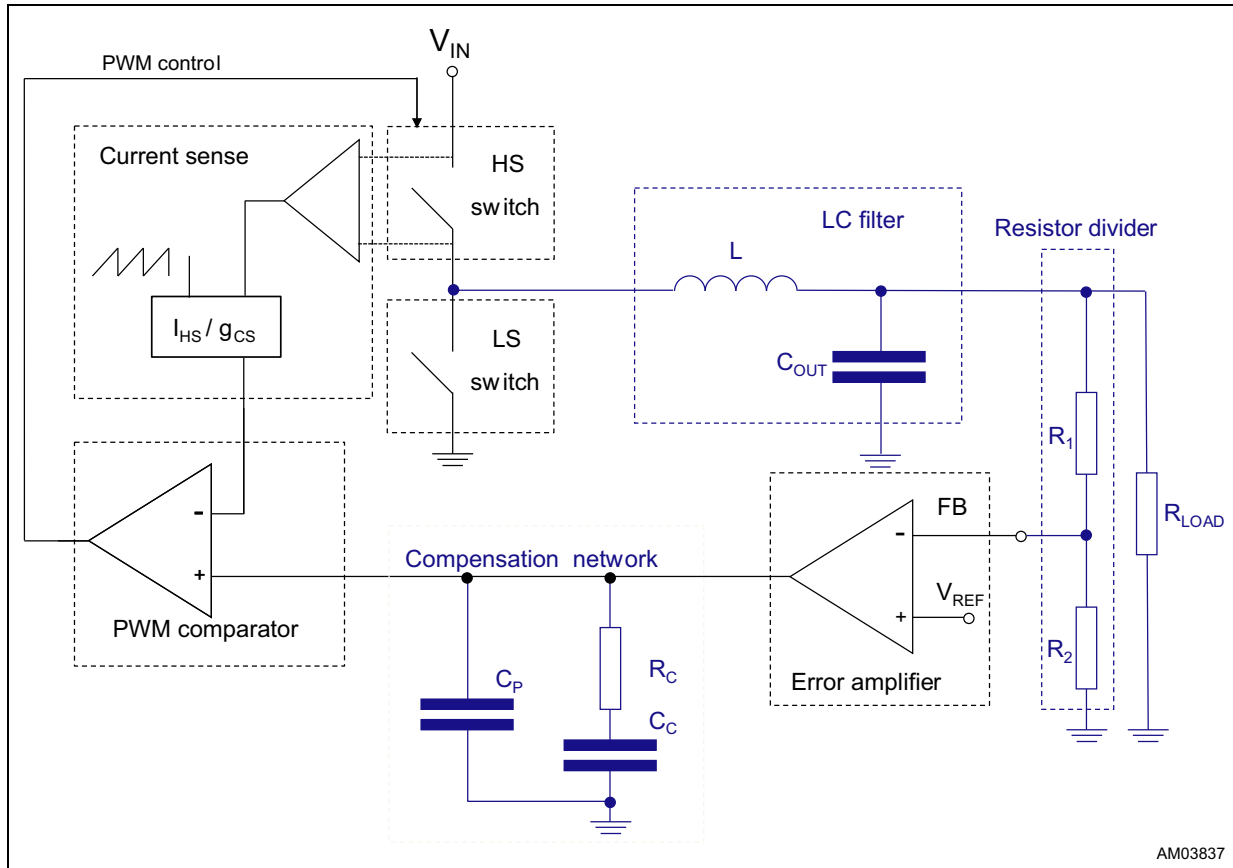 V_IN
PWM control
Current sense
HS
switch
I_HS / g_CS
LS
switch
LC filter
L
C_OUT
Resistor divider
R_1
R_LOAD
R_2
FB
-
V_REF
+
Error amplifier
Compensation network
C_P
R_C
C_C
-
+
PWM comparator
AM03837